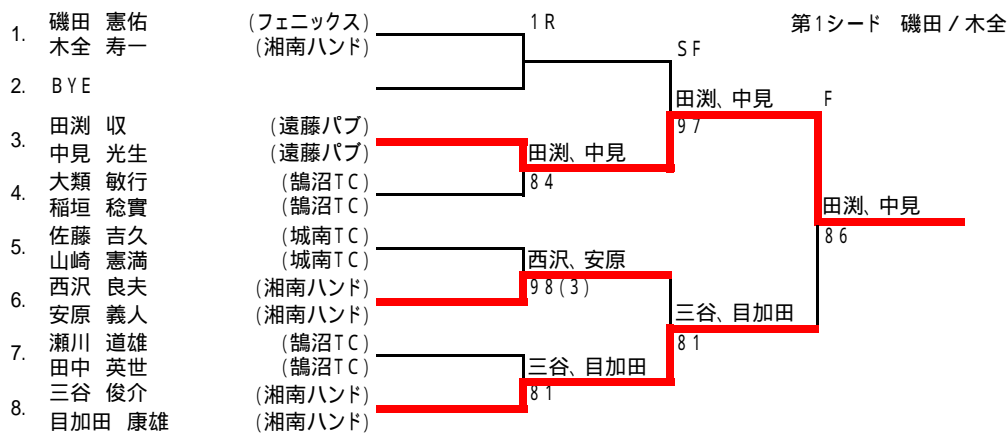 磯田 憲佑 (フェニックス) 1R 第1シード 磯田 / 木全
1.
木全 寿一 (湘南ハンド) SF
2. BYE
田渕、中見 F
田渕 収 (遠藤パブ) 97
3.
中見 光生 (遠藤パブ) 田渕、中見
大類 敏行 (鵠沼TC) 84
4.
稲垣 稔實 (鵠沼TC) 田渕、中見
佐藤 吉久 (城南TC) 86
5.
山崎 憲満 (城南TC) 西沢、安原
西沢 良夫 (湘南ハンド) 98(3)
6.
安原 義人 (湘南ハンド) 三谷、目加田
瀬川 道雄 (鵠沼TC) 81
7.
田中 英世 (鵠沼TC) 三谷、目加田
三谷 俊介 (湘南ハンド) 81
8.
目加田 康雄 (湘南ハンド)